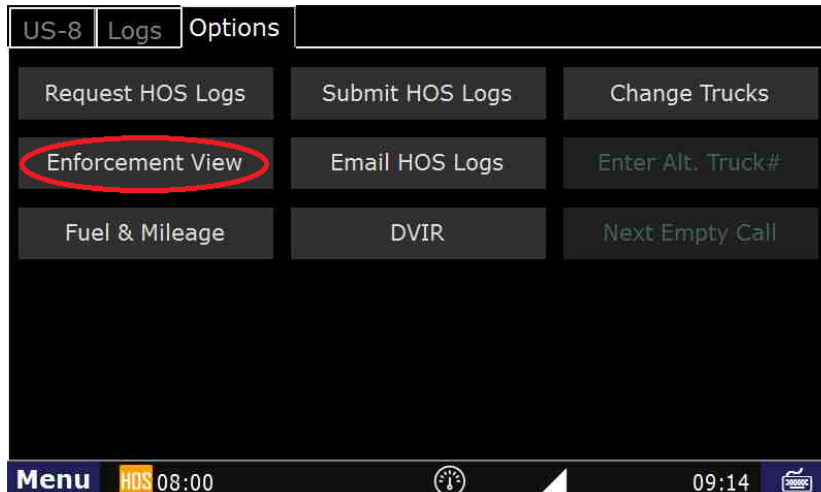 US-8 Logs Options
Request HOS Logs Submit HOS Logs Change Trucks
Enforcement View Email HOS Logs Enter Alt. Truck#
Fuel & Mileage DVIR Next Empty Call
Menu HOS 08:00 09:14